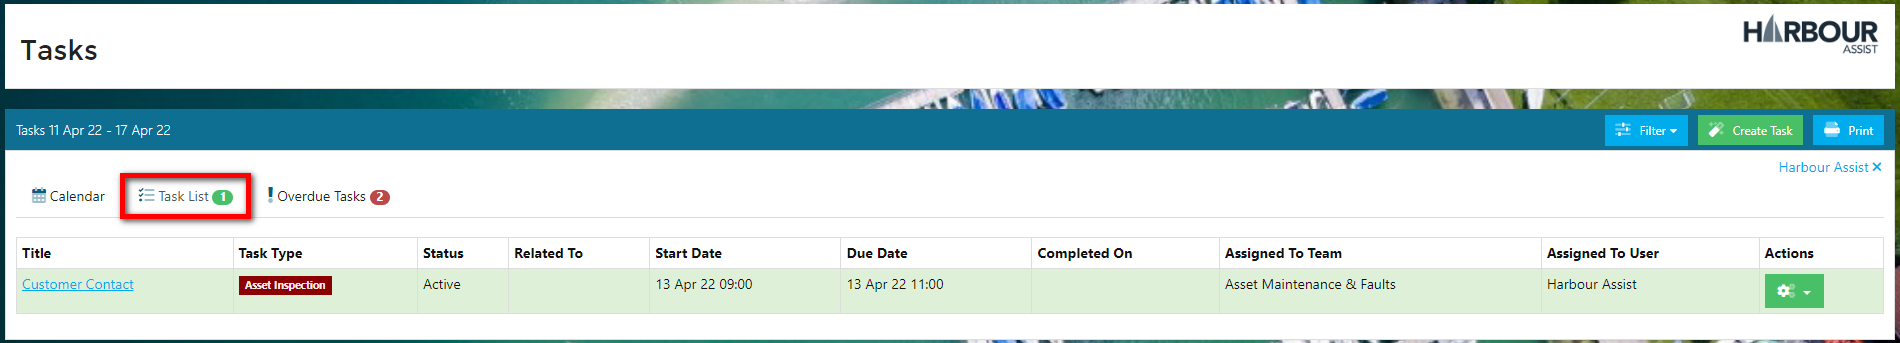 Tasks
HARBOUR
ASSIST
Tasks 11 Apr 22 - 17 Apr 22
Filter
Create Task
Print
Harbour Assist ×
Calendar
Task List 1
Overdue Tasks 2
Title Task Type Status Related To Start Date Due Date Completed On Assigned To Team Assigned To User Actions
Customer Contact Asset Inspection Active 13 Apr 22 09:00 13 Apr 22 11:00 Asset Maintenance & Faults Harbour Assist